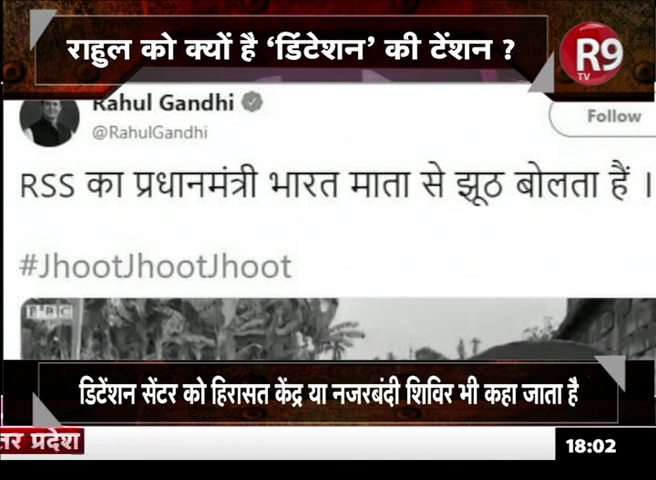 राहुल को क्यों है ‘डिंटेशन’ की टेंशन ?
R9
TV
Rahul Gandhi
@RahulGandhi
Follow
RSS का प्रधानमंत्री भारत माता से झूठ बोलता हैं ।
#JhootJhootJhoot
BBC
डिटेंशन सेंटर को हिरासत केंद्र या नजरबंदी शिविर भी कहा जाता है
तर प्रदेश
18:02